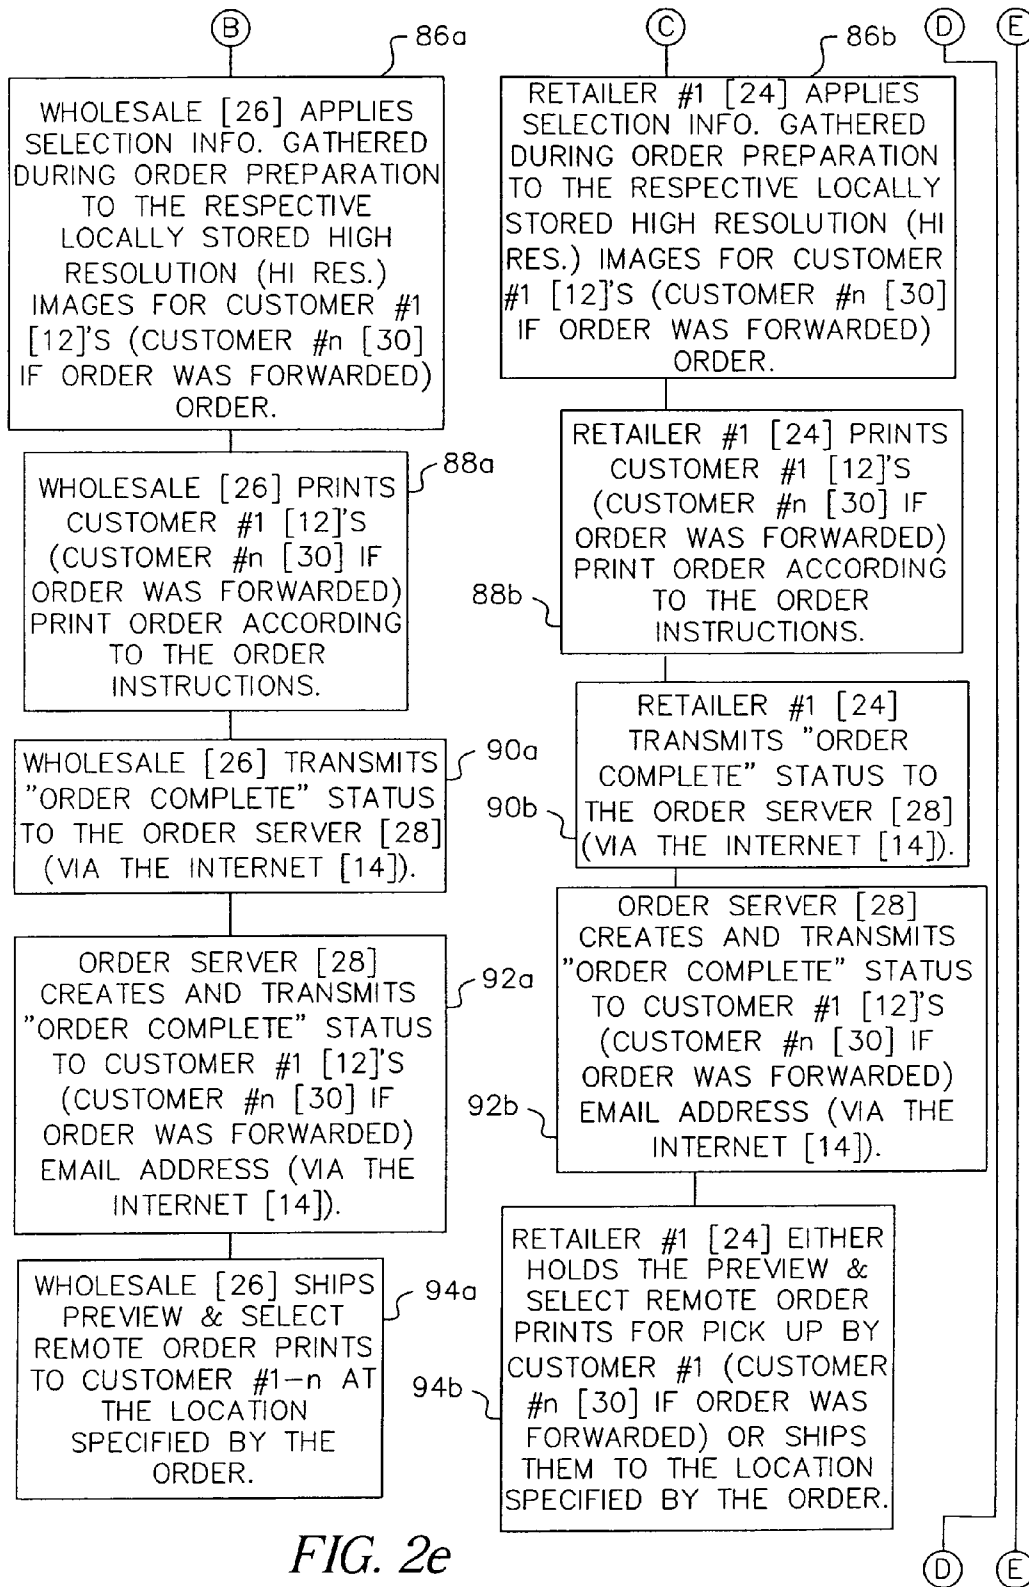 B
86a
WHOLESALE [26] APPLIES
SELECTION INFO. GATHERED
DURING ORDER PREPARATION
TO THE RESPECTIVE
LOCALLY STORED HIGH
RESOLUTION (HI RES.)
IMAGES FOR CUSTOMER #1
[12]'S (CUSTOMER #n [30]
IF ORDER WAS FORWARDED)
ORDER.
88a
WHOLESALE [26] PRINTS
CUSTOMER #1 [12]'S
(CUSTOMER #n [30] IF
ORDER WAS FORWARDED)
PRINT ORDER ACCORDING
TO THE ORDER
INSTRUCTIONS.
90a
WHOLESALE [26] TRANSMITS
"ORDER COMPLETE" STATUS
TO THE ORDER SERVER [28]
(VIA THE INTERNET [14]).
92a
ORDER SERVER [28]
CREATES AND TRANSMITS
"ORDER COMPLETE" STATUS
TO CUSTOMER #1 [12]'S
(CUSTOMER #n [30] IF
ORDER WAS FORWARDED)
EMAIL ADDRESS (VIA THE
INTERNET [14]).
94a
WHOLESALE [26] SHIPS
PREVIEW & SELECT
REMOTE ORDER PRINTS
TO CUSTOMER #1-n AT
THE LOCATION
SPECIFIED BY THE
ORDER.
C
86b
RETAILER #1 [24] APPLIES
SELECTION INFO. GATHERED
DURING ORDER PREPARATION
TO THE RESPECTIVE LOCALLY
STORED HIGH RESOLUTION (HI
RES.) IMAGES FOR CUSTOMER
#1 [12]'S (CUSTOMER #n [30]
IF ORDER WAS FORWARDED)
ORDER.
RETAILER #1 [24] PRINTS
CUSTOMER #1 [12]'S
(CUSTOMER #n [30] IF
ORDER WAS FORWARDED)
PRINT ORDER ACCORDING
TO THE ORDER
INSTRUCTIONS.
88b
RETAILER #1 [24]
TRANSMITS "ORDER
COMPLETE" STATUS TO
THE ORDER SERVER [28]
(VIA THE INTERNET [14]).
90b
ORDER SERVER [28]
CREATES AND TRANSMITS
"ORDER COMPLETE" STATUS
TO CUSTOMER #1 [12]'S
(CUSTOMER #n [30] IF
ORDER WAS FORWARDED)
EMAIL ADDRESS (VIA THE
INTERNET [14]).
92b
RETAILER #1 [24] EITHER
HOLDS THE PREVIEW &
SELECT REMOTE ORDER
PRINTS FOR PICK UP BY
CUSTOMER #1 (CUSTOMER
#n [30] IF ORDER WAS
FORWARDED) OR SHIPS
THEM TO THE LOCATION
SPECIFIED BY THE ORDER.
94b
D
E
D
E
FIG. 2e